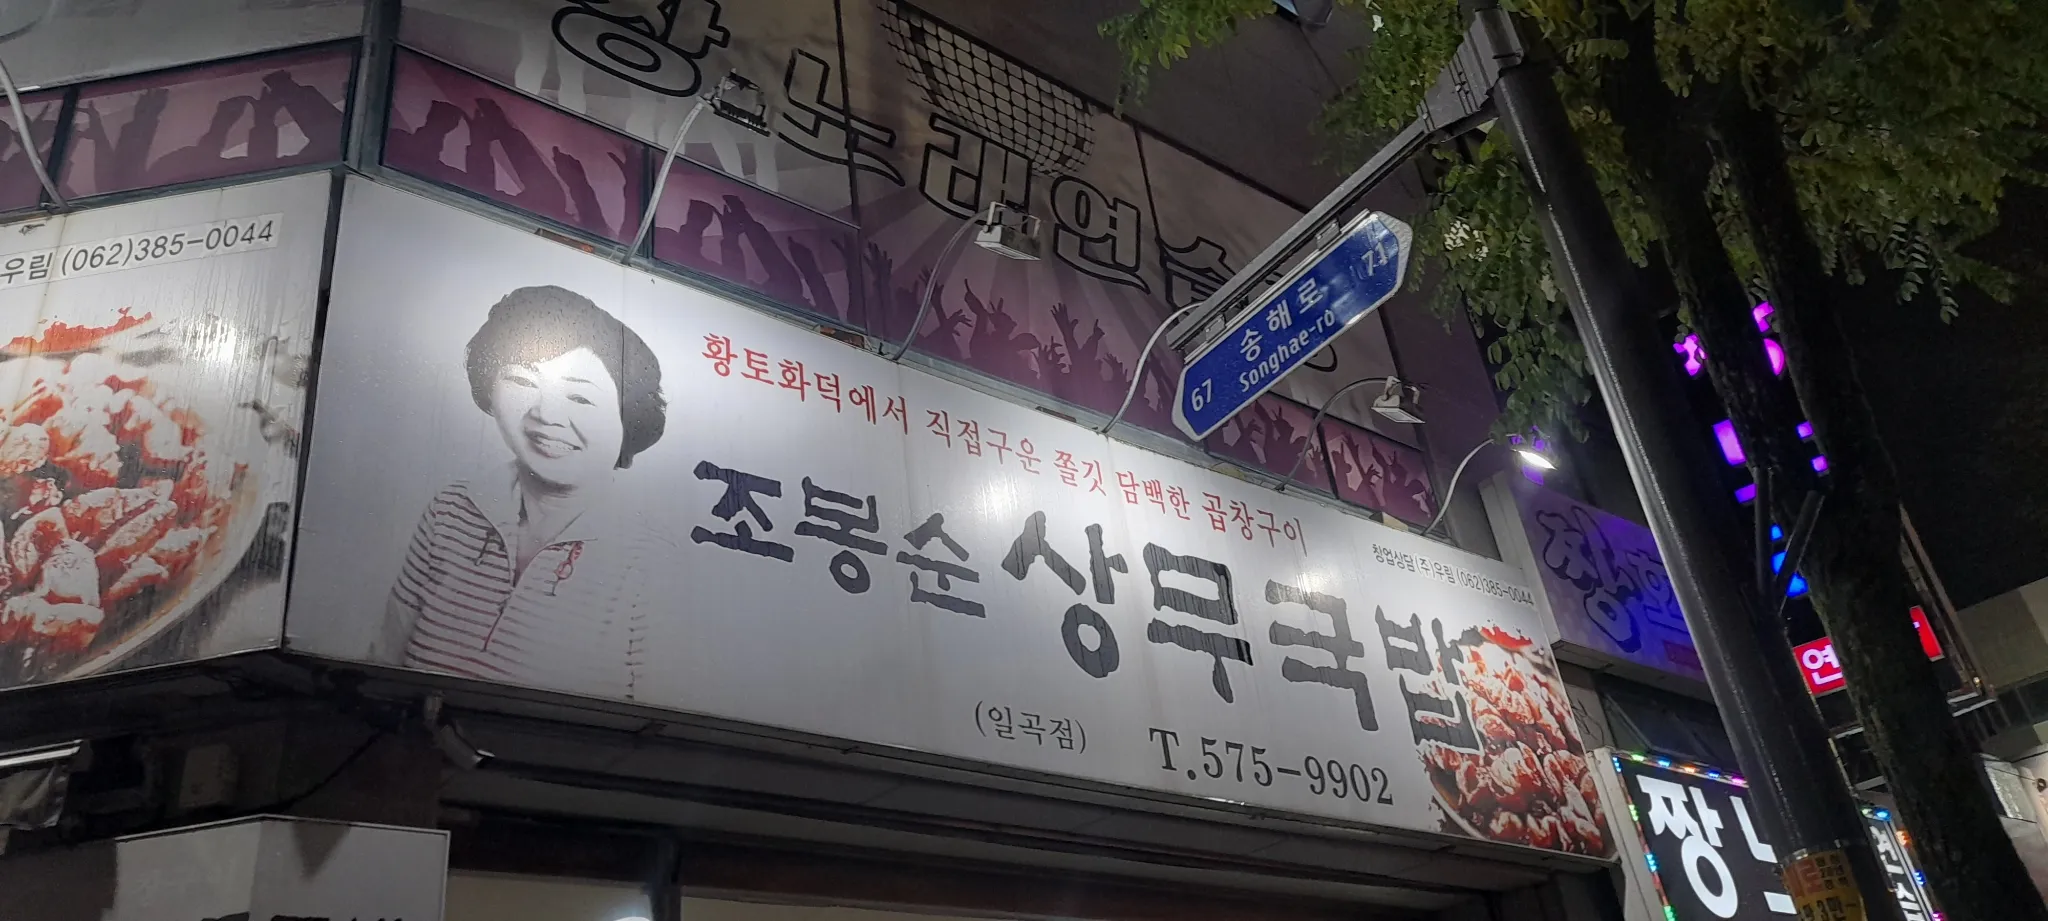 짱노래연습장
우림 (062)385-0044
송해로
67 Songhae-ro 71
황토화덕에서 직접구운 쫄깃 담백한 곱창구이
조봉순상무국밥
창업상담(주)우림 (062)385-0044
(일곡점) T.575-9902
짱
연
짱노